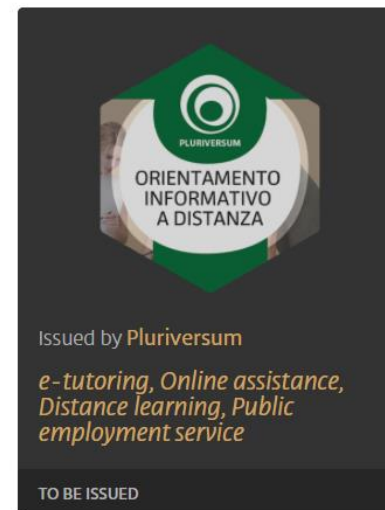 PLURIVERSUM
ORIENTAMENTO
INFORMATIVO
A DISTANZA
Issued by Pluriversum
e-tutoring, Online assistance,
Distance learning, Public
employment service
TO BE ISSUED